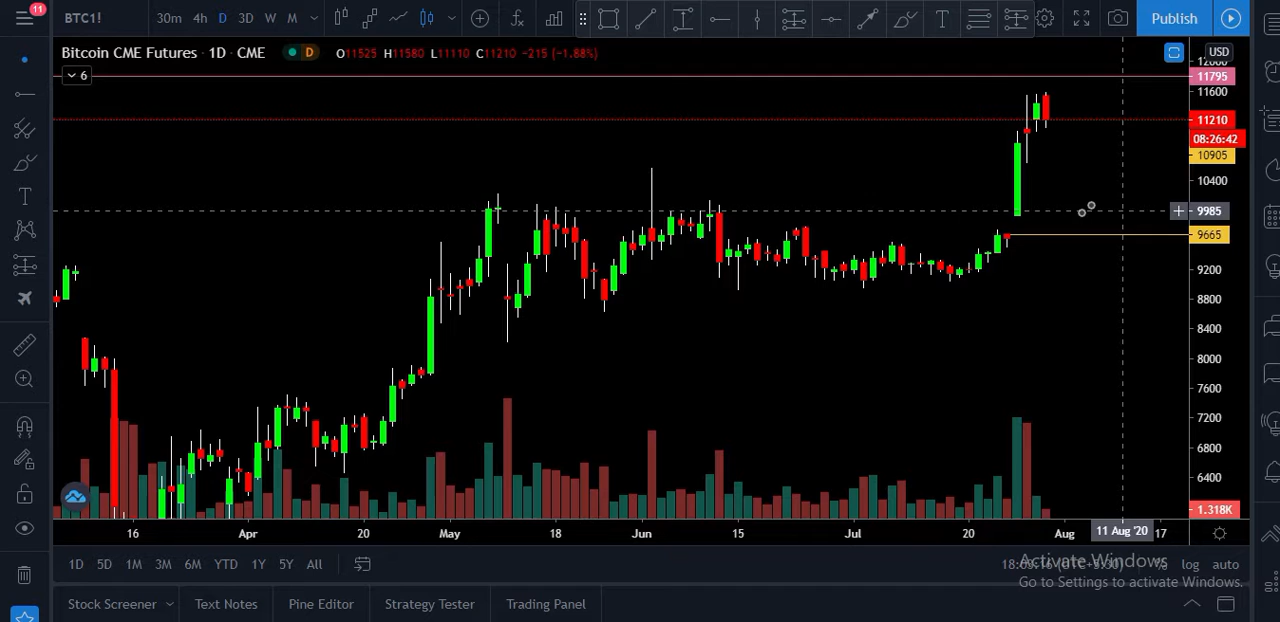 11
BTC1!
30m 4h D 3D W M
T
Publish
Bitcoin CME Futures · 1D · CME
D
O11525 H11580 L11110 C11210 -215 (-1.88%)
6
USD
12000
11795
11600
11210
08:26:42
10905
10400
9985
9665
9200
8800
8400
8000
7600
7200
6800
6400
1.318K
16 Apr 20 May 18 Jun 15 Jul 20 Aug 11 Aug '20 17
1D 5D 1M 3M 6M YTD 1Y 5Y All
% log auto
Activate Windows
Go to Settings to activate Windows.
Stock Screener Text Notes Pine Editor Strategy Tester Trading Panel